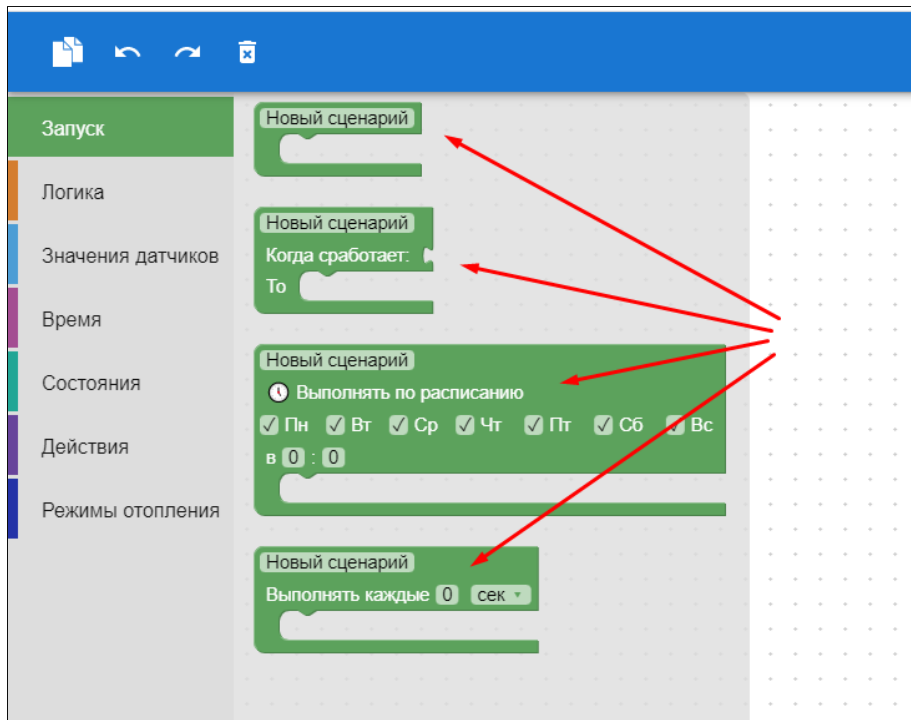 Запуск
Логика
Значения датчиков
Время
Состояния
Действия
Режимы отопления
Новый сценарий
Новый сценарий
Когда сработает:
То
Новый сценарий
Выполнять по расписанию
Пн Вт Ср Чт Пт Сб Вс
в 0 : 0
Новый сценарий
Выполнять каждые 0 сек